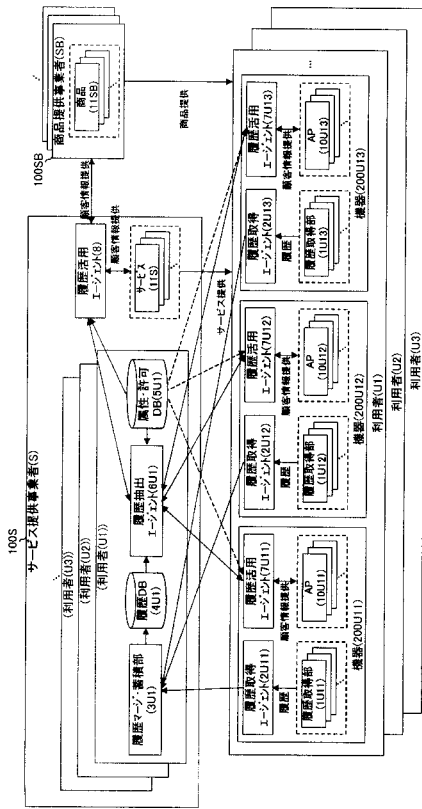 100S
サービス提供事業者(S)
(利用者(U3))
(利用者(U2))
(利用者(U1))
履歴マージ・蓄積部
(3U1)
履歴DB
(4U1)
履歴抽出
エージェント(6U1)
属性・許可
DB(5U1)
履歴活用
エージェント(8)
顧客情報提供
サービス
(11S)
顧客情報提供
100SB
商品提供事業者(SB)
商品
(11SB)
サービス提供
商品提供
履歴取得
エージェント(2U11)
履歴
履歴取得部
(1U11)
履歴活用
エージェント(7U11)
顧客情報提供
AP
(10U11)
機器(200U11)
履歴取得
エージェント(2U12)
履歴
履歴取得部
(1U12)
履歴活用
エージェント(7U12)
顧客情報提供
AP
(10U12)
機器(200U12)
履歴取得
エージェント(2U13)
履歴
履歴取得部
(1U13)
履歴活用
エージェント(7U13)
顧客情報提供
AP
(10U13)
機器(200U13)
…
利用者(U1)
利用者(U2)
利用者(U3)